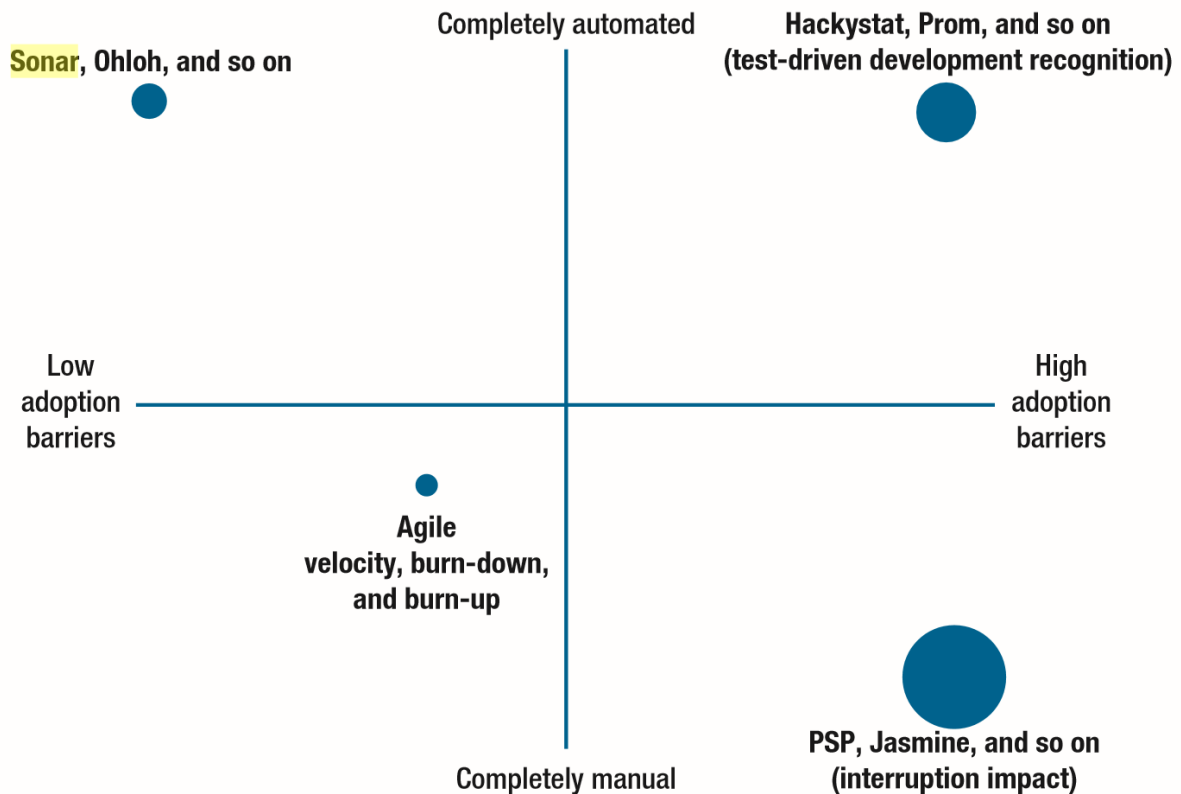 Completely automated
Sonar, Ohloh, and so on
Hackystat, Prom, and so on
(test-driven development recognition)
Low
adoption
barriers
High
adoption
barriers
Agile
velocity, burn-down,
and burn-up
PSP, Jasmine, and so on
(interruption impact)
Completely manual